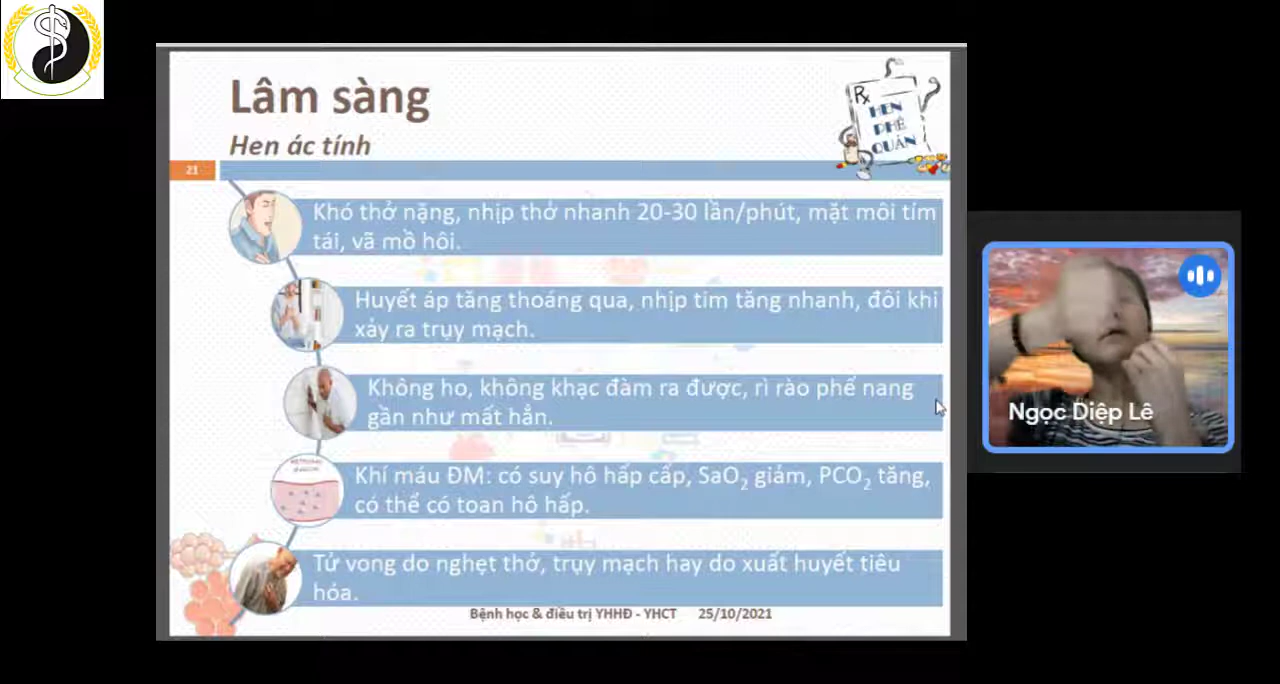 Lâm sàng
Hen ác tính
Rx
HEN
PHẾ
QUẢN
21
Khó thở nặng, nhịp thở nhanh 20-30 lần/phút, mặt môi tím
tái, vã mồ hôi.
Huyết áp tăng thoáng qua, nhịp tim tăng nhanh, đôi khi
xảy ra trụy mạch.
Không ho, không khạc đàm ra được, rì rào phế nang
gần như mất hẳn.
Khí máu ĐM: có suy hô hấp cấp, SaO₂ giảm, PCO₂ tăng,
có thể có toan hô hấp.
Tử vong do nghẹt thở, trụy mạch hay do xuất huyết tiêu
hóa.
Bệnh học & điều trị YHHĐ - YHCT 25/10/2021
Ngọc Diệp Lê